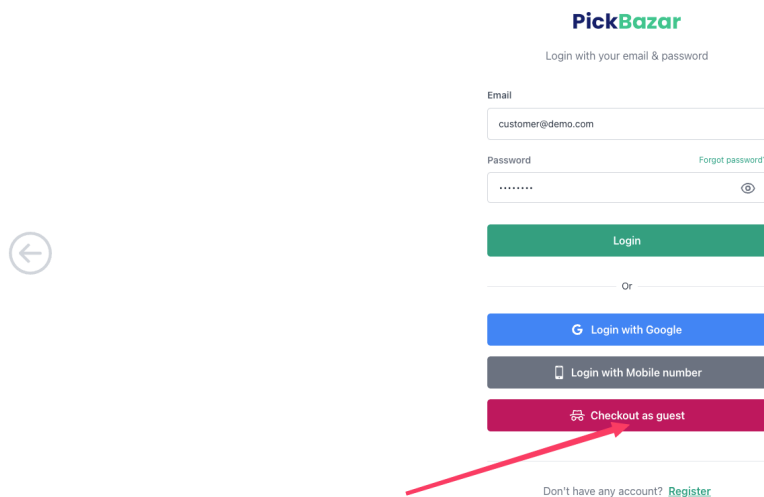 PickBazar
Login with your email & password
Email
customer@demo.com
Password Forgot password?
Login
Or
Login with Google
Login with Mobile number
Checkout as guest
Don't have any account? Register